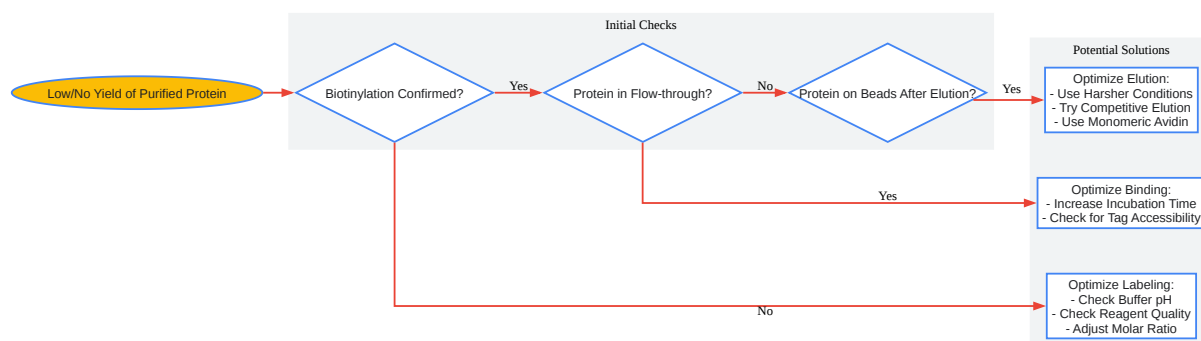 Initial Checks
Potential Solutions
Low/No Yield of Purified Protein
Biotinylation Confirmed?
Yes
Protein in Flow-through?
No
Protein on Beads After Elution?
Yes
Optimize Elution:
- Use Harsher Conditions
- Try Competitive Elution
- Use Monomeric Avidin
Yes
Optimize Binding:
- Increase Incubation Time
- Check for Tag Accessibility
No
Optimize Labeling:
- Check Buffer pH
- Check Reagent Quality
- Adjust Molar Ratio